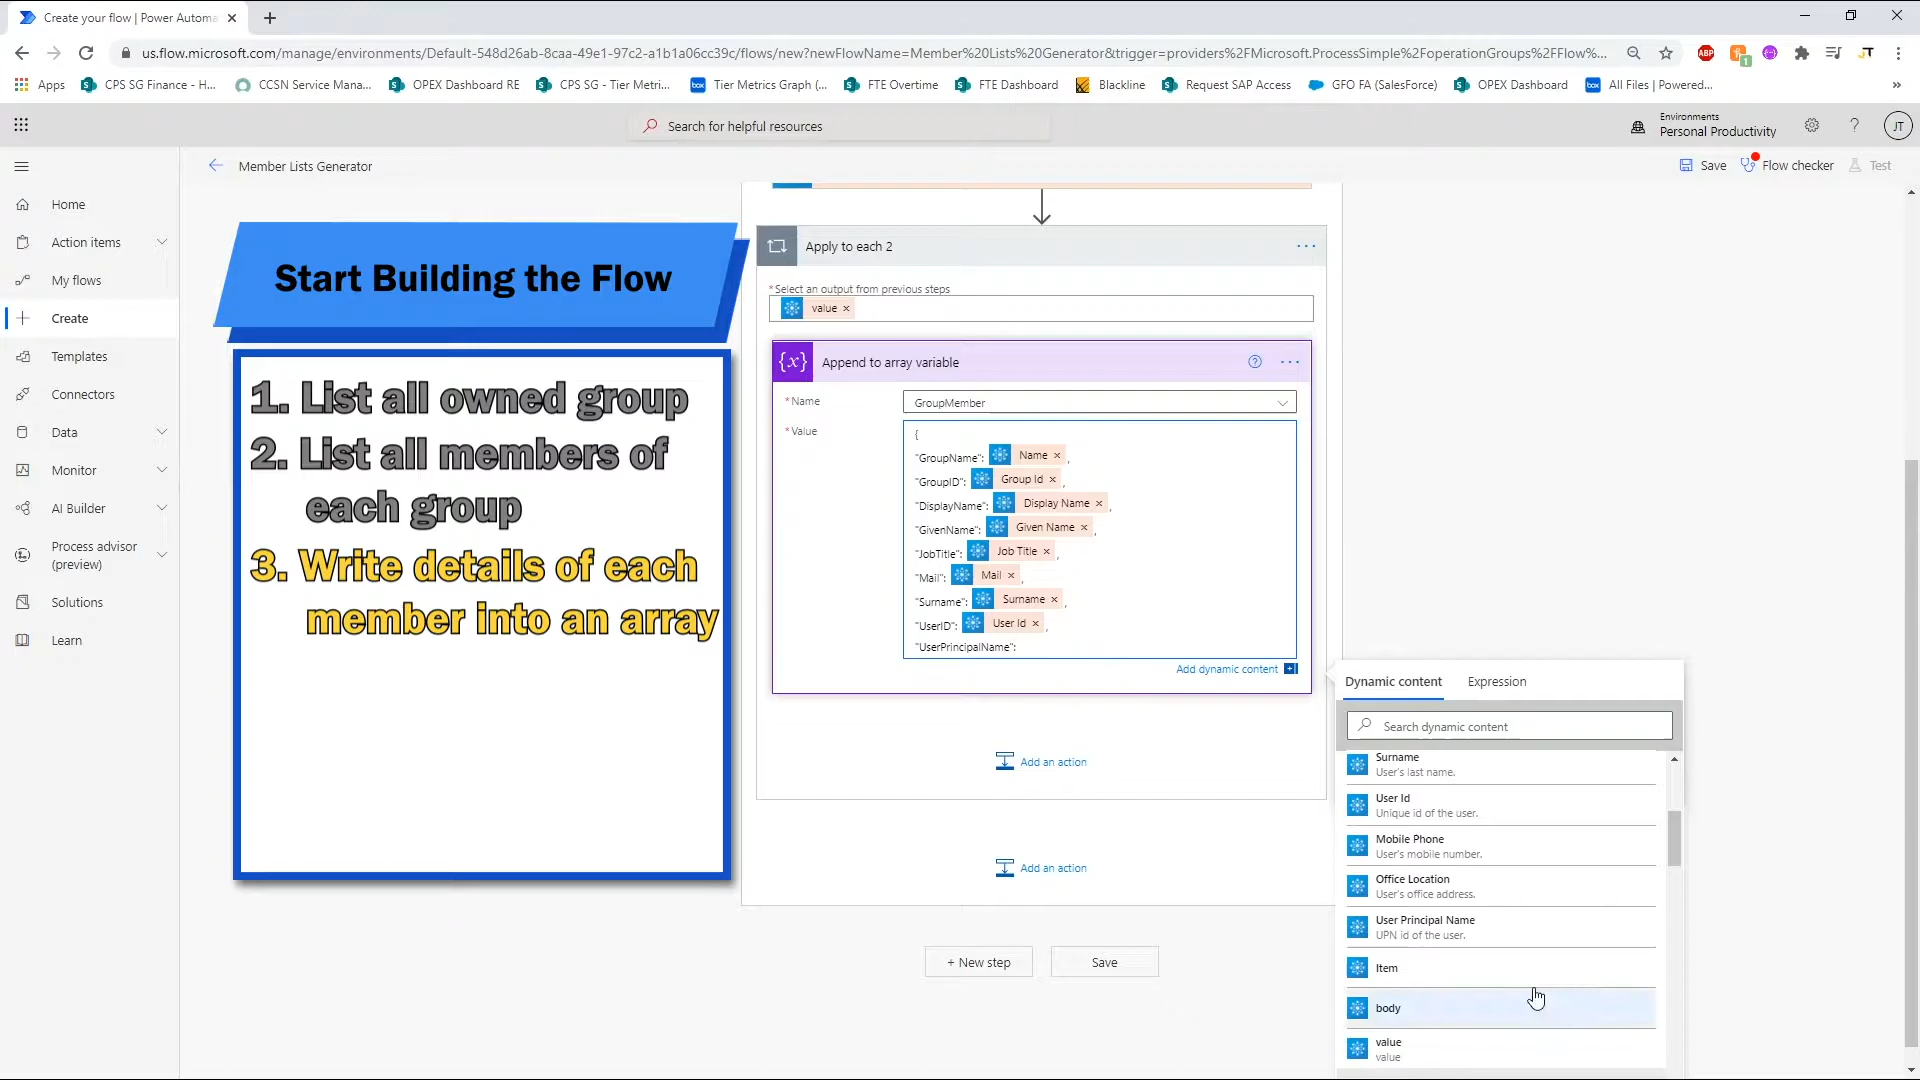 Create your flow | Power Automa
us.flow.microsoft.com/manage/environments/Default-548d26ab-8caa-49e1-97c2-a1b1a06cc39c/flows/new?newFlowName=Member%20Lists%20Generator&trigger=providers%2FMicrosoft.ProcessSimple%2FoperationGroups%2FFlow%...
ABP
1
Apps
CPS SG Finance - H...
CCSN Service Mana...
OPEX Dashboard RE
CPS SG - Tier Metri...
box
Tier Metrics Graph (...
FTE Overtime
FTE Dashboard
Blackline
Request SAP Access
GFO FA (SalesForce)
OPEX Dashboard
box
All Files | Powered...
»
Search for helpful resources
Environments
Personal Productivity
?
JT
Member Lists Generator
Save
Flow checker
Test
Home
Action items
My flows
Create
Templates
Connectors
Data
Monitor
AI Builder
Process advisor
(preview)
Solutions
Learn
Start Building the Flow
1. List all owned group
2. List all members of
each group
3. Write details of each
member into an array
Apply to each 2
...
*Select an output from previous steps
value ×
{x}
Append to array variable
?
...
*Name
GroupMember
*Value
{
"GroupName": Name × ,
"GroupID": Group Id × ,
"DisplayName": Display Name × ,
"GivenName": Given Name × ,
"JobTitle": Job Title × ,
"Mail": Mail × ,
"Surname": Surname × ,
"UserID": User Id × ,
"UserPrincipalName":
Add dynamic content
Add an action
Add an action
+ New step
Save
Dynamic content
Expression
Search dynamic content
Surname
User's last name.
User Id
Unique id of the user.
Mobile Phone
User's mobile number.
Office Location
User's office address.
User Principal Name
UPN id of the user.
Item
body
value
value